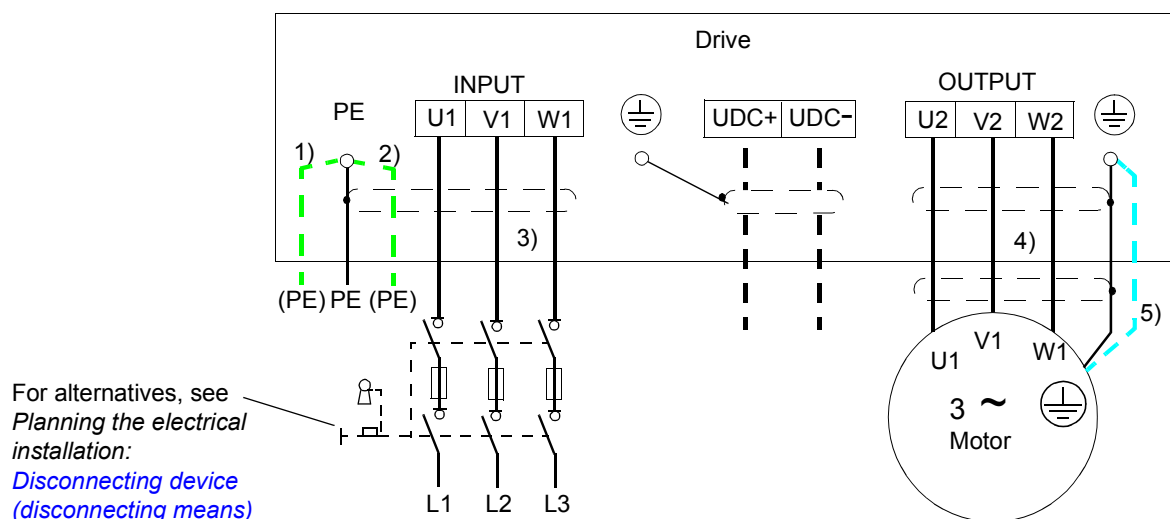 Drive
INPUT
OUTPUT
PE
U1 V1 W1
UDC+ UDC−
U2 V2 W2
1)
2)
3)
4)
(PE) PE (PE)
5)
U1 V1 W1
3 ~
Motor
For alternatives, see
Planning the electrical
installation:
Disconnecting device
(disconnecting means)
L1 L2 L3